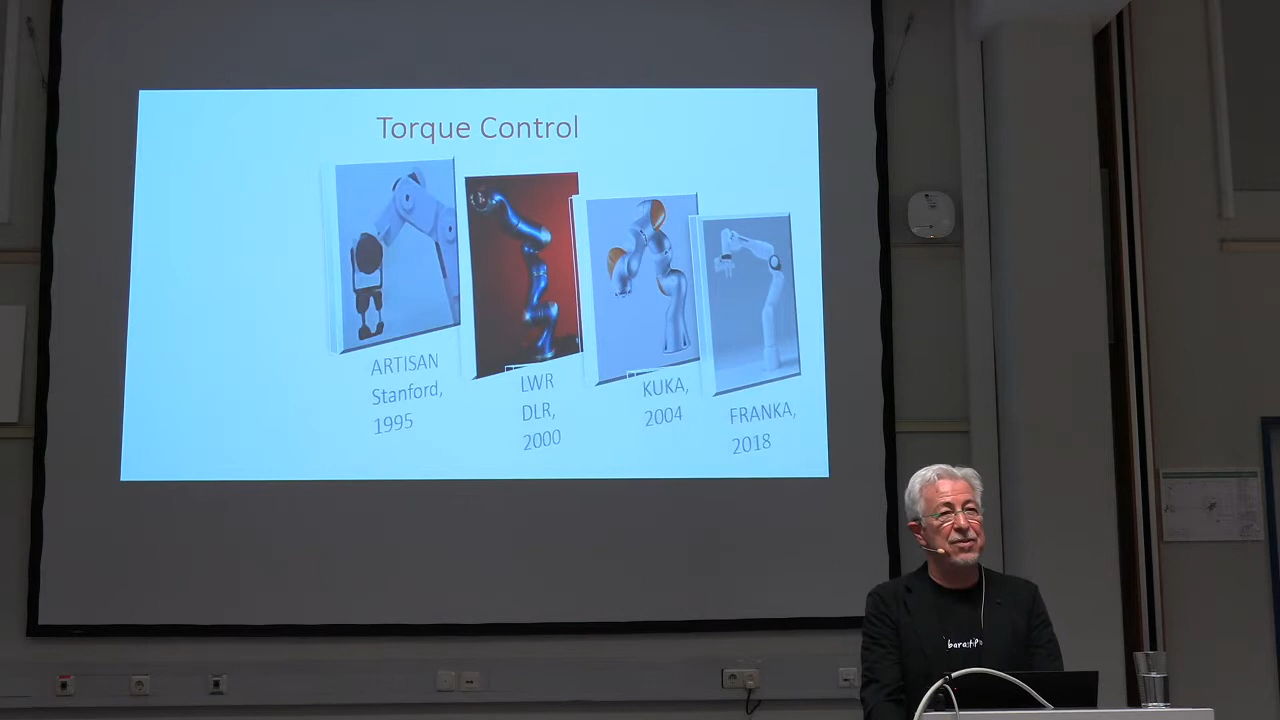 Torque Control
ARTISAN
Stanford,
1995
LWR
DLR,
2000
KUKA,
2004
FRANKA,
2018